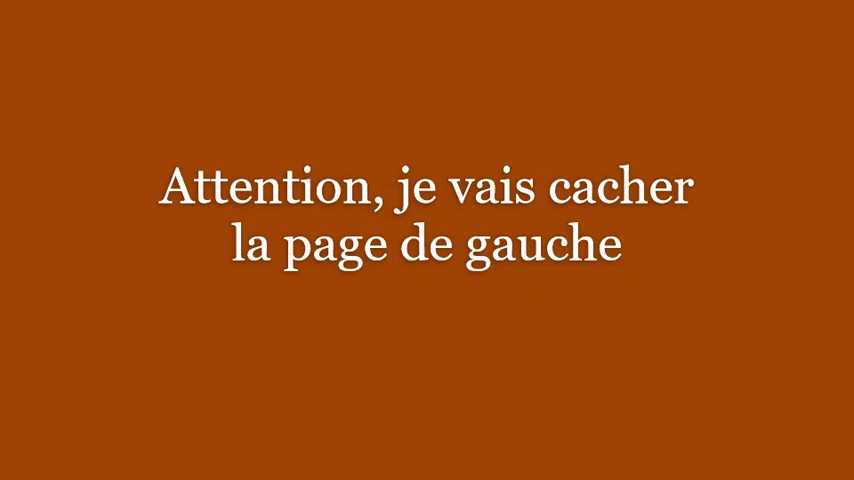 Attention, je vais cacher
la page de gauche